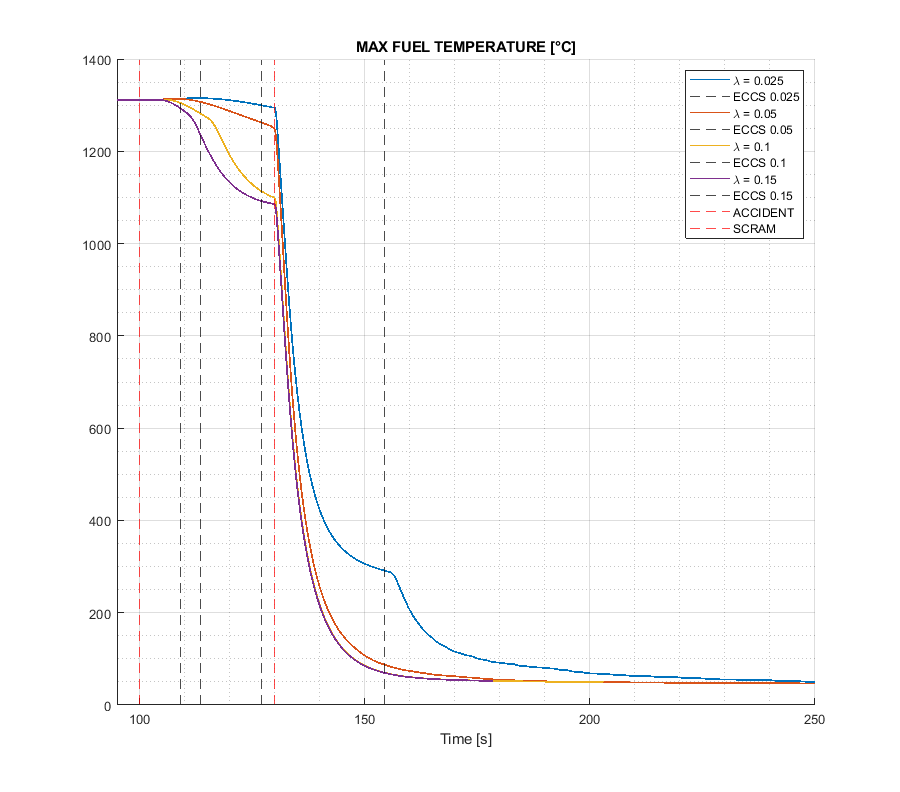 MAX FUEL TEMPERATURE [°C]
1400
1200
1000
800
600
400
200
0
100
150
200
250
Time [s]
λ = 0.025
ECCS 0.025
λ = 0.05
ECCS 0.05
λ = 0.1
ECCS 0.1
λ = 0.15
ECCS 0.15
ACCIDENT
SCRAM